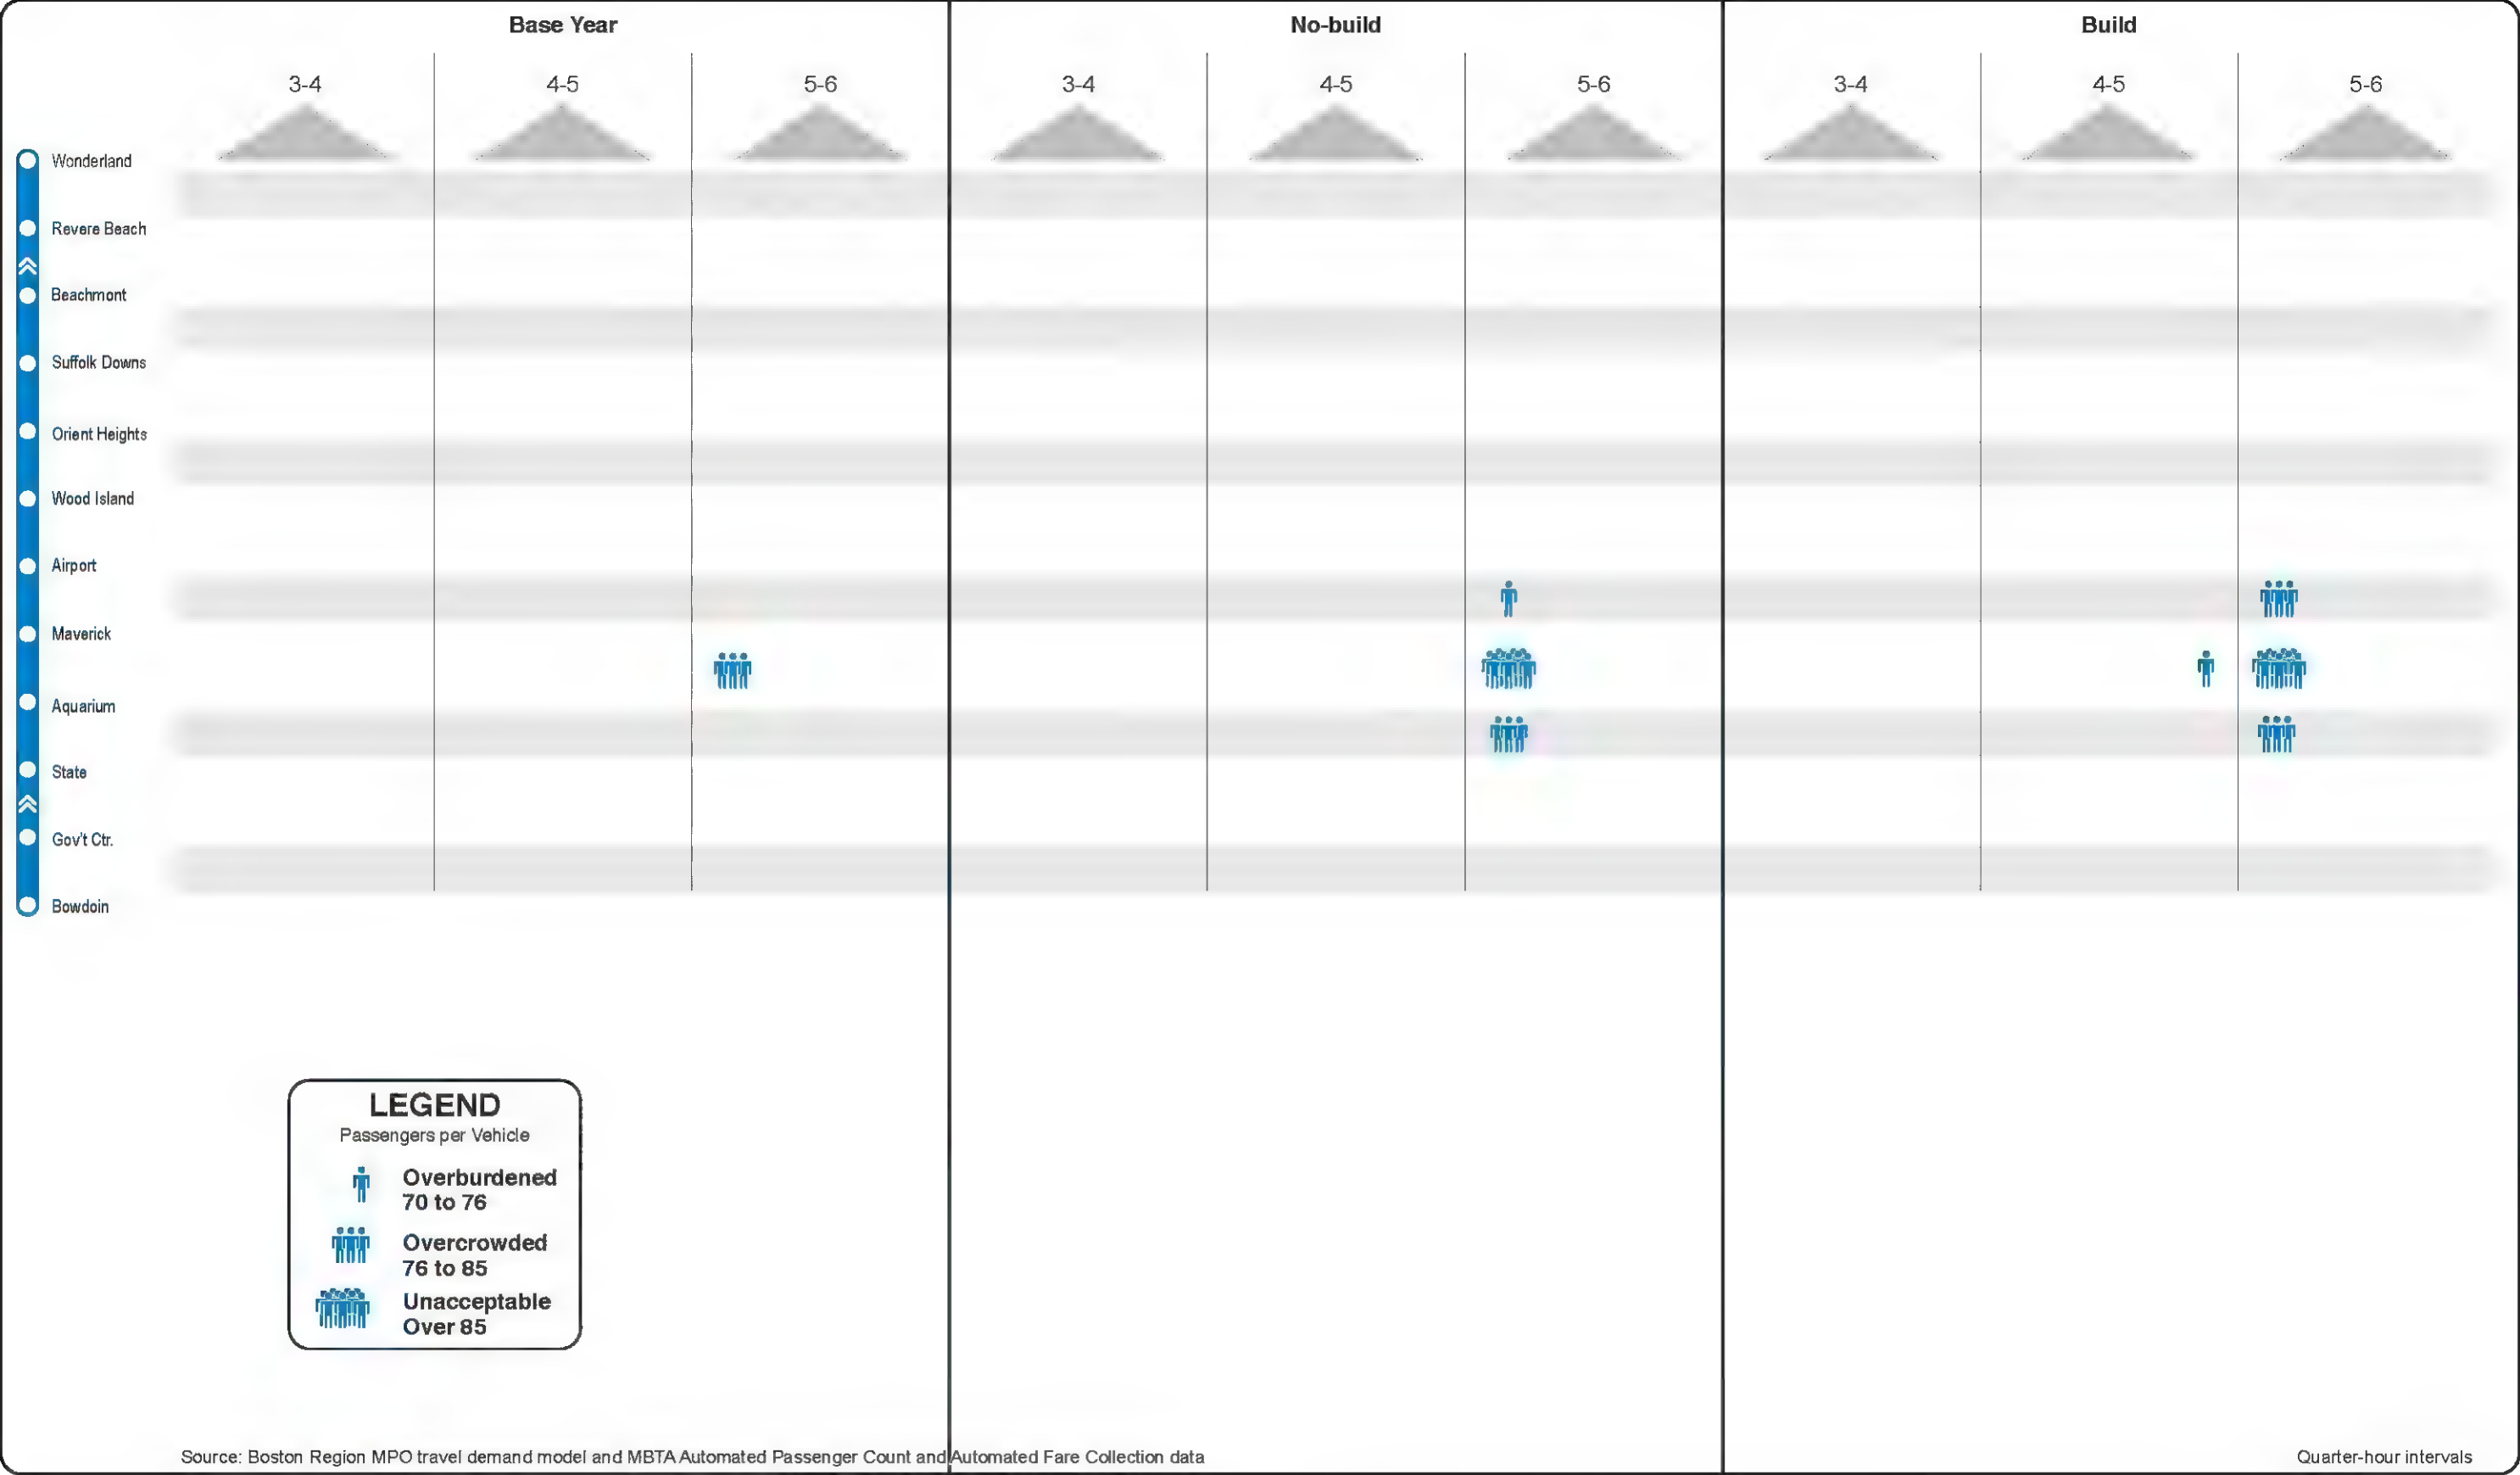 Base Year
No-build
Build
3-4
4-5
5-6
3-4
4-5
5-6
3-4
4-5
5-6
Wonderland
Revere Beach
Beachmont
Suffolk Downs
Orient Heights
Wood Island
Airport
Maverick
Aquarium
State
Gov't Ctr.
Bowdoin
LEGEND
Passengers per Vehicle
Overburdened
70 to 76
Overcrowded
76 to 85
Unacceptable
Over 85
Source: Boston Region MPO travel demand model and MBTA Automated Passenger Count and Automated Fare Collection data
Quarter-hour intervals